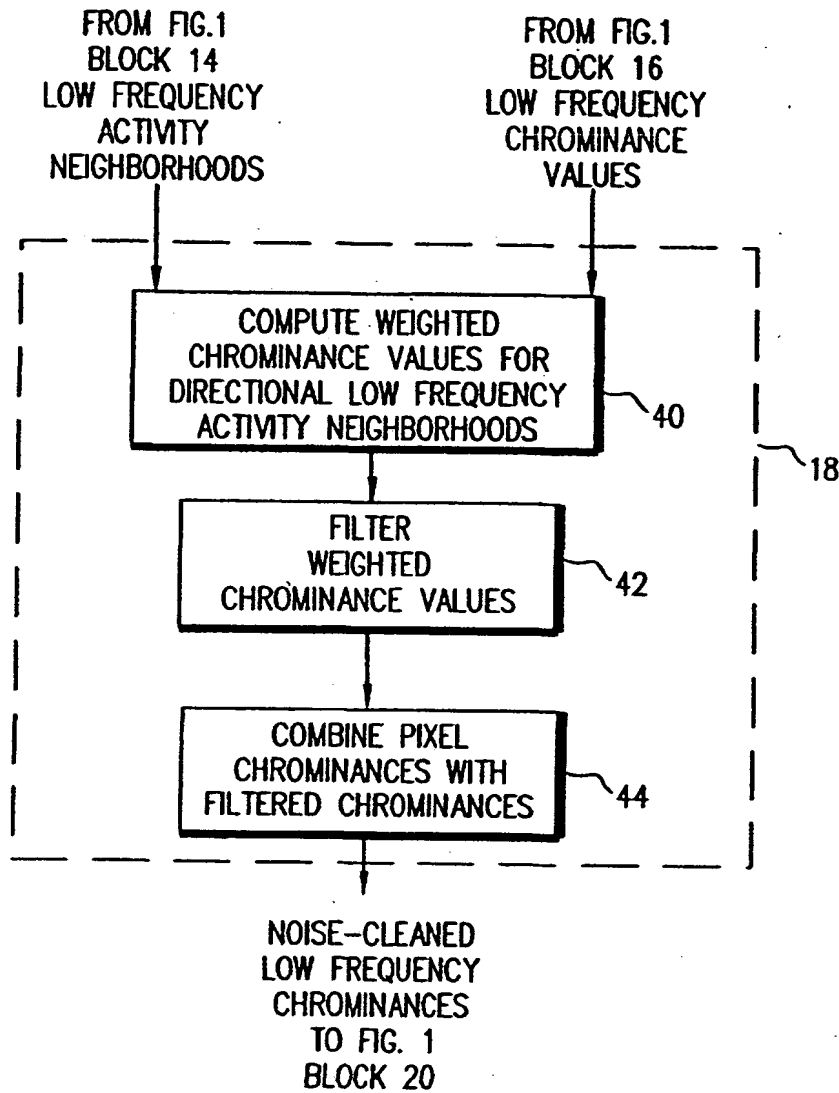 FROM FIG.1
BLOCK 14
LOW FREQUENCY
ACTIVITY
NEIGHBORHOODS
FROM FIG.1
BLOCK 16
LOW FREQUENCY
CHROMINANCE
VALUES
COMPUTE WEIGHTED
CHROMINANCE VALUES FOR
DIRECTIONAL LOW FREQUENCY
ACTIVITY NEIGHBORHOODS
40
18
FILTER
WEIGHTED
CHROMINANCE VALUES
42
COMBINE PIXEL
CHROMINANCES WITH
FILTERED CHROMINANCES
44
NOISE-CLEANED
LOW FREQUENCY
CHROMINANCES
TO FIG. 1
BLOCK 20